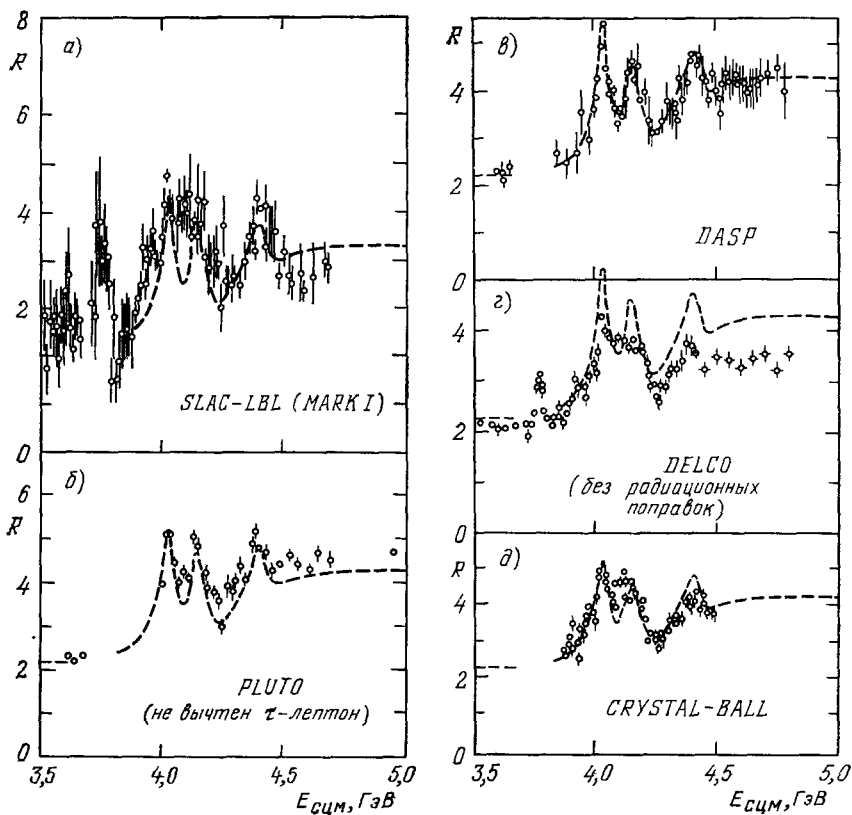 8
R
а)
6
4
2
0
SLAC-LBL (MARK I)
б)
6
R
4
2
0
PLUTO
(не вычтен τ-лептон)
3,5
4,0
4,5
5,0
Eсцм, ГэВ
R
в)
4
2
0
DASP
г)
4
2
0
DELCO
(без радиационных
поправок)
R
д)
4
2
0
CRYSTAL-BALL
3,5
4,0
4,5
5,0
Eсцм, ГэВ